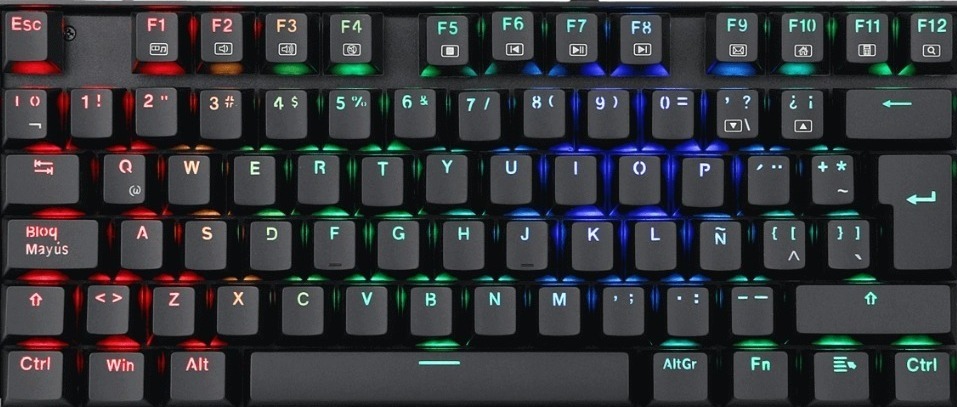 Esc F1 F2 F3 F4 F5 F6 F7 F8 F9 F10 F11 F12
| O ¬ 1 ! 2 " 3 # 4 $ 5 % 6 & 7 / 8 ( 9 ) 0 = ' ? \ ¿ ¡ ←
Q @ W E R T Y U I O P ´ ¨ + * ~
Bloq Mayús A S D F G H J K L Ñ { [ ^ } ] `
⇧ < > Z X C V B N M , ; . : – _ ⇧
Ctrl Win Alt AltGr Fn Ctrl